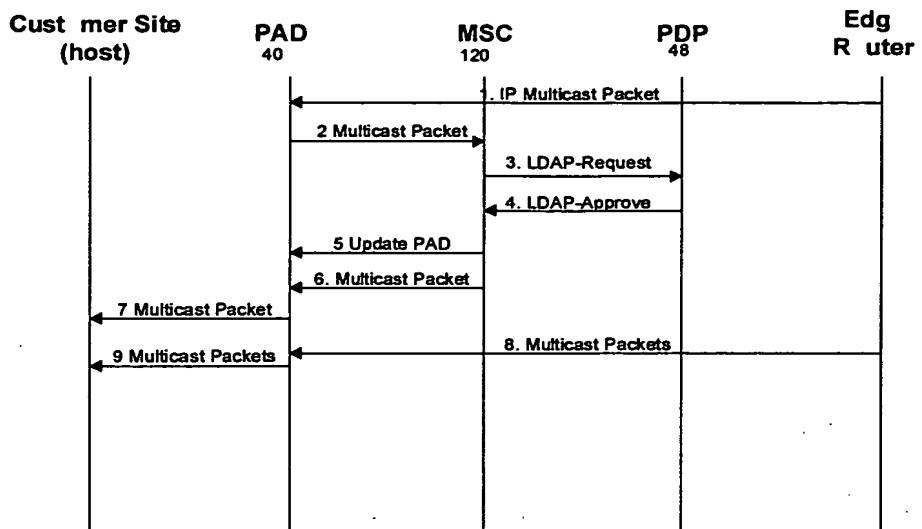 Cust mer Site
(host)
PAD
40
MSC
120
PDP
48
Edg
R uter
1. IP Multicast Packet
2 Multicast Packet
3. LDAP-Request
4. LDAP-Approve
5 Update PAD
6. Multicast Packet
7 Multicast Packet
8. Multicast Packets
9 Multicast Packets